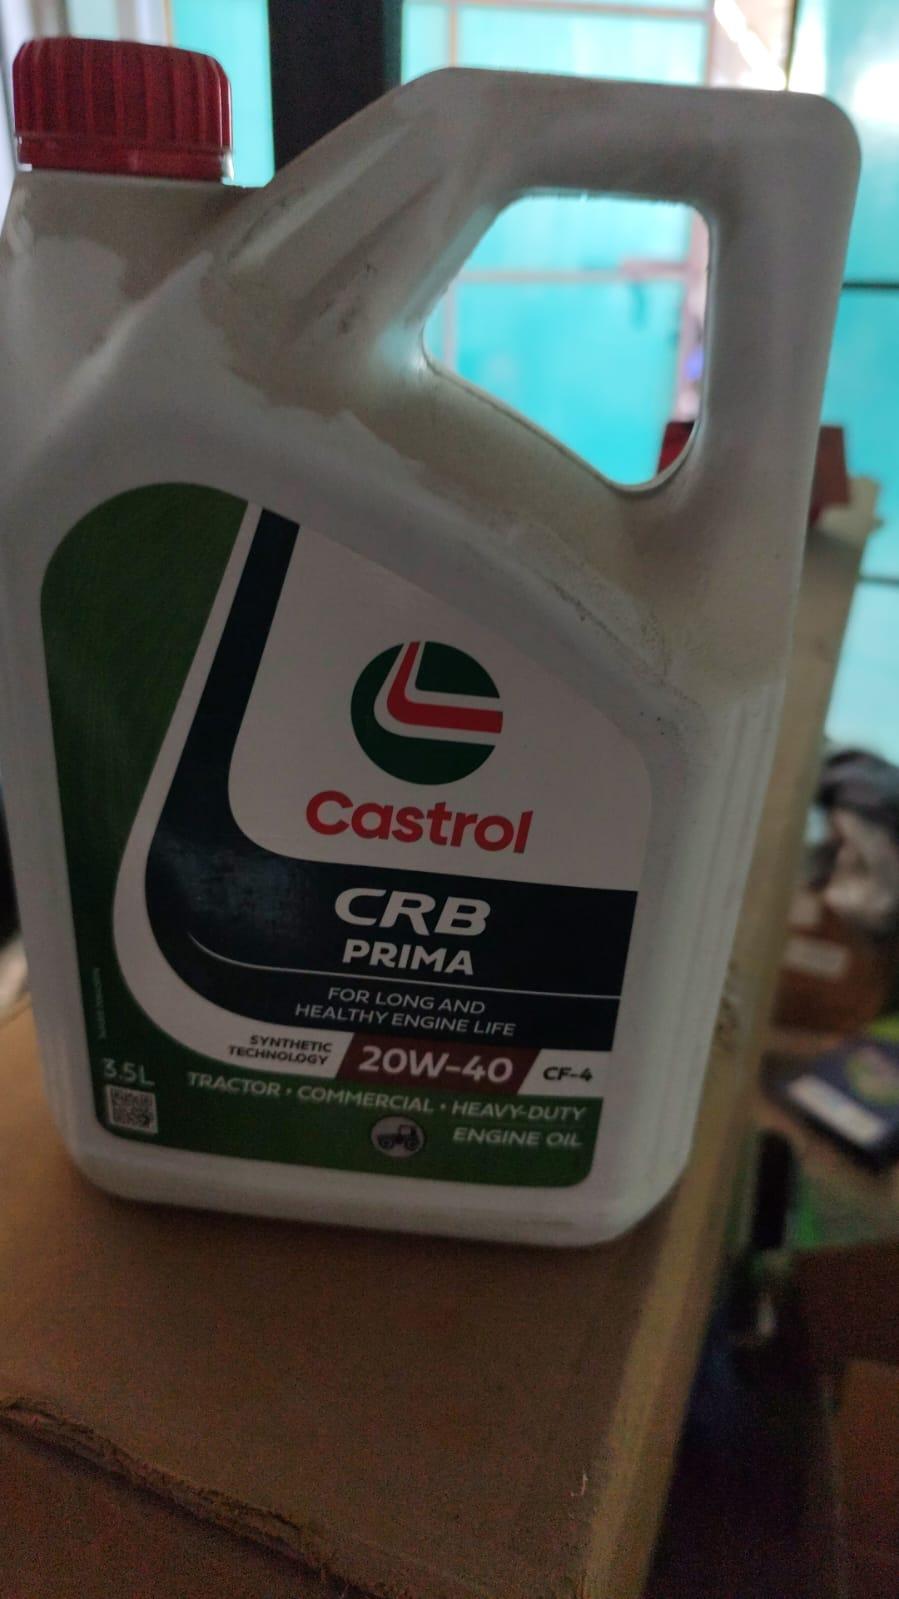 Castrol
CRB
PRIMA
FOR LONG AND
HEALTHY ENGINE LIFE
SYNTHETIC
TECHNOLOGY
20W-40
CF-4
3.5L
TRACTOR • COMMERCIAL • HEAVY-DUTY
ENGINE OIL